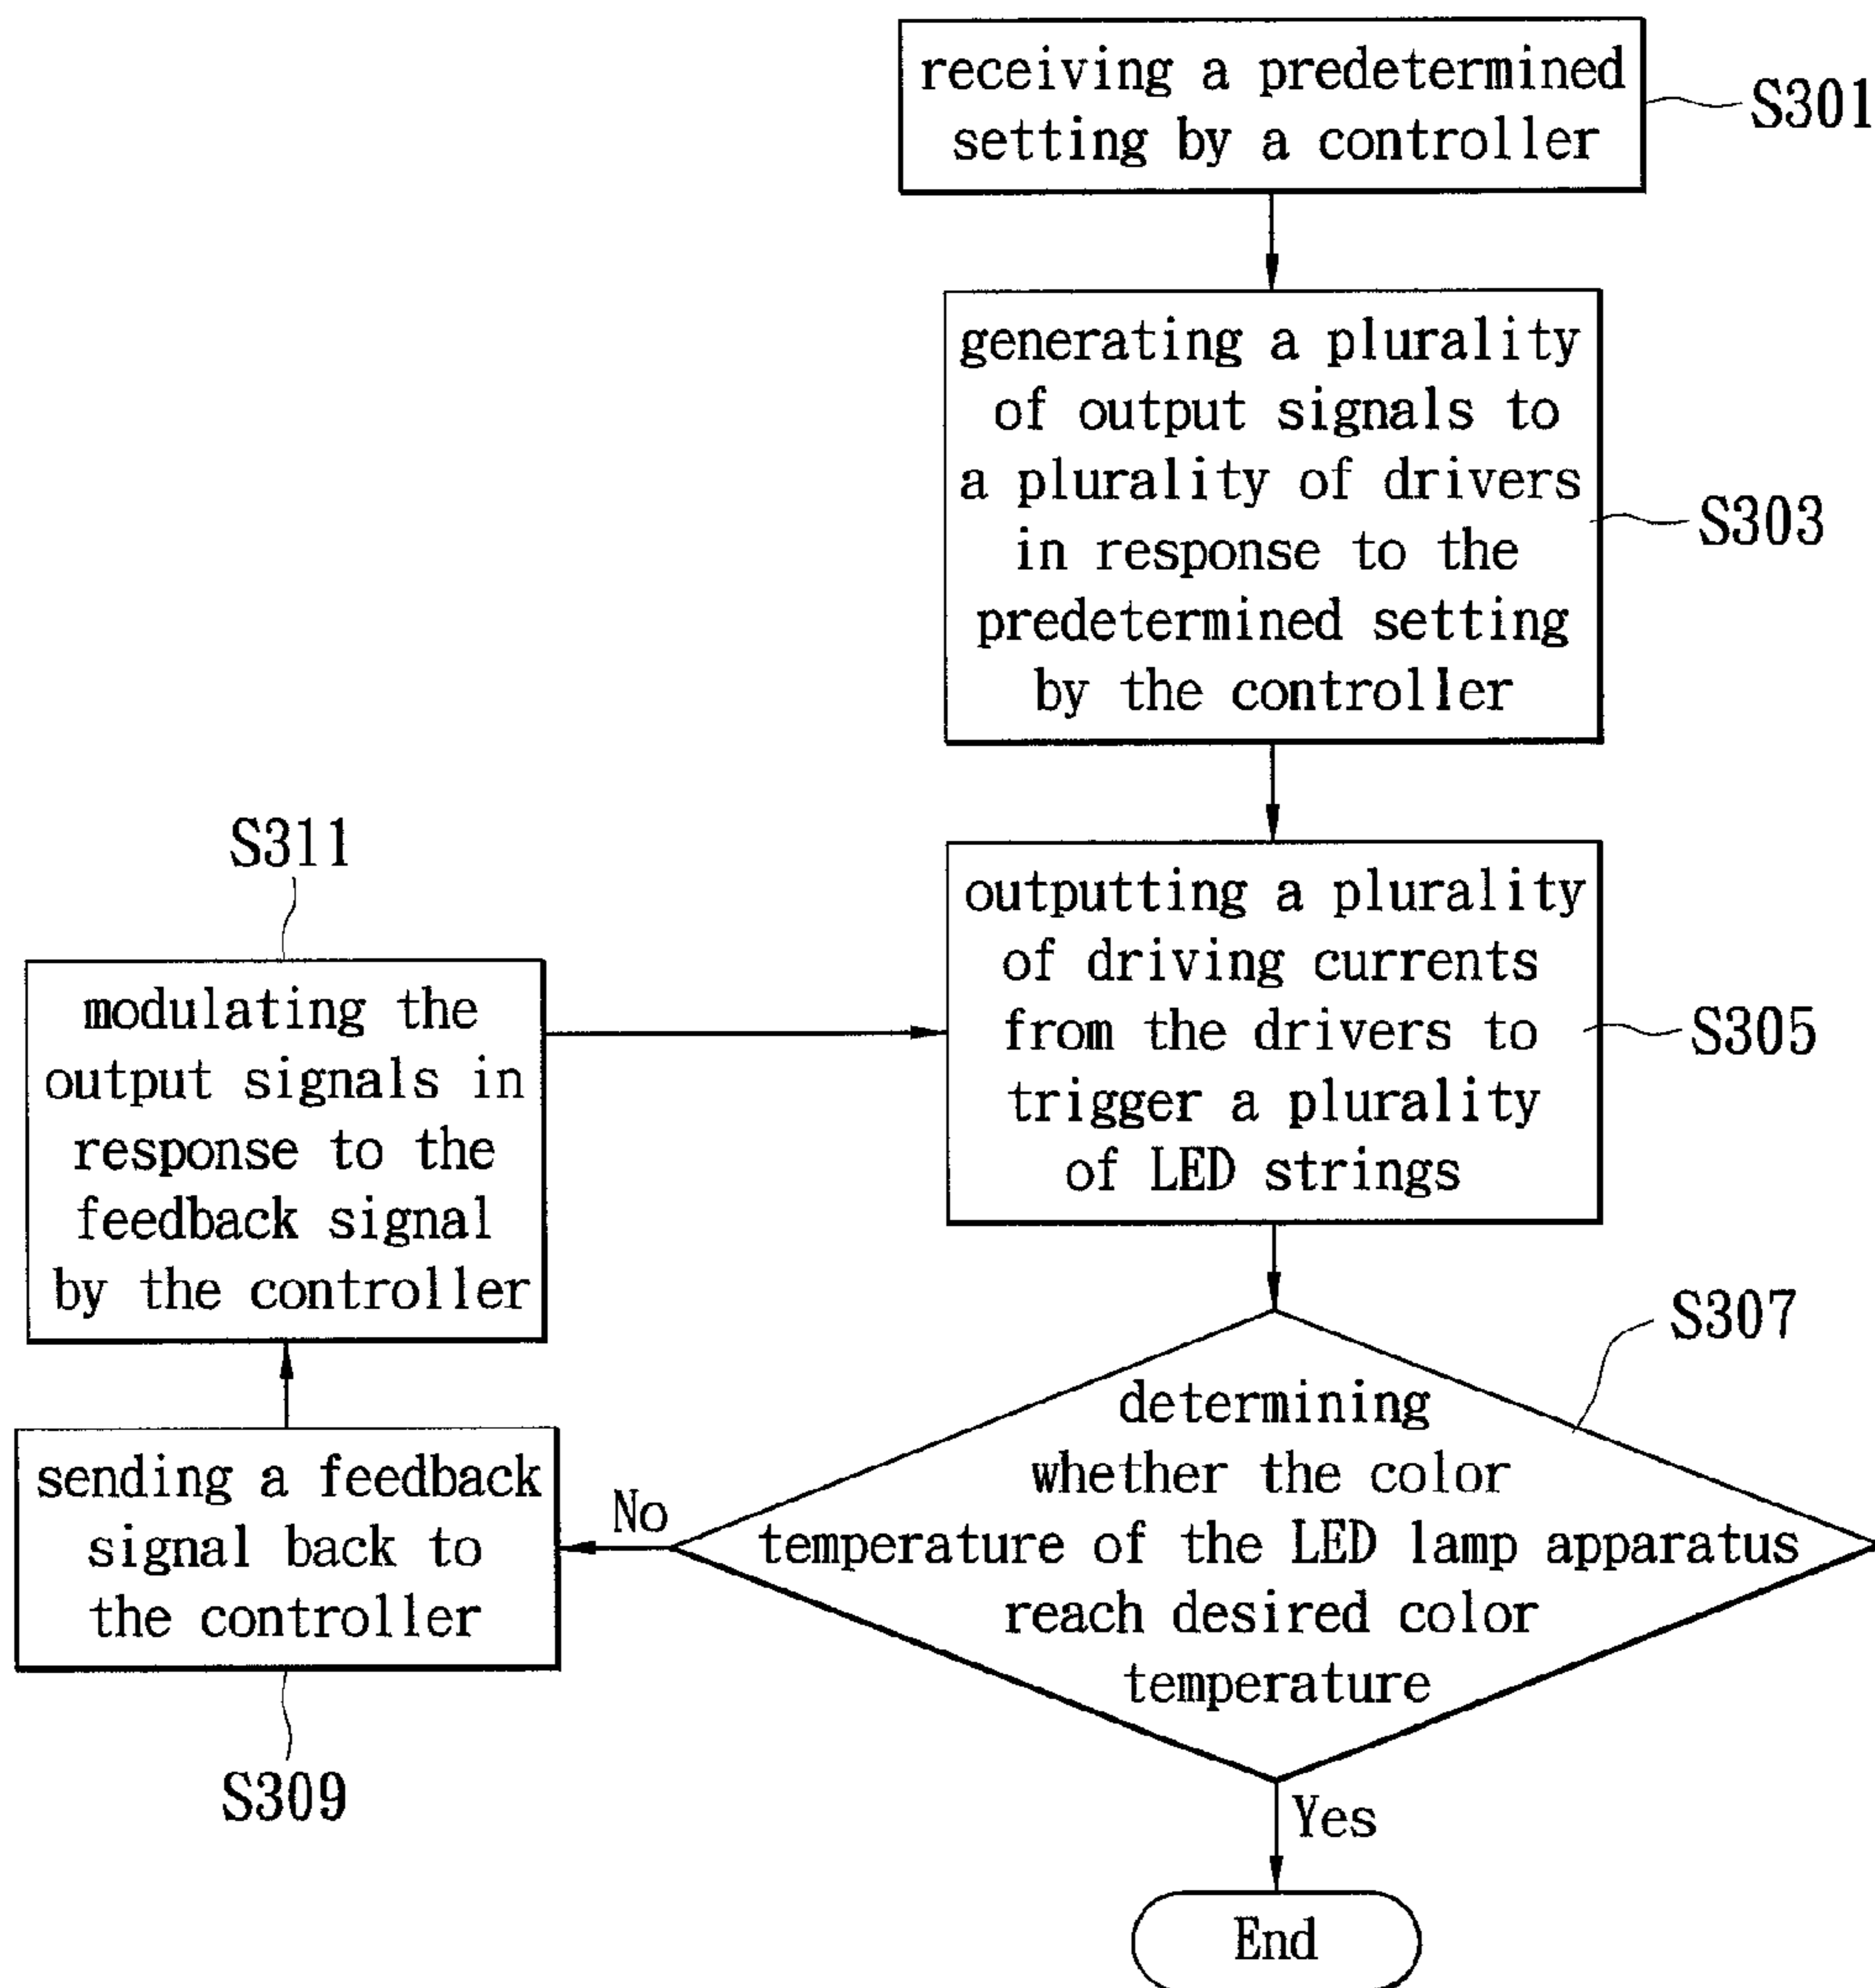 receiving a predetermined
setting by a controller
S301
generating a plurality
of output signals to
a plurality of drivers
in response to the
predetermined setting
by the controller
S303
outputting a plurality
of driving currents
from the drivers to
trigger a plurality
of LED strings
S305
determining
whether the color
temperature of the LED lamp apparatus
reach desired color
temperature
S307
No
sending a feedback
signal back to
the controller
S309
S311
modulating the
output signals in
response to the
feedback signal
by the controller
Yes
End